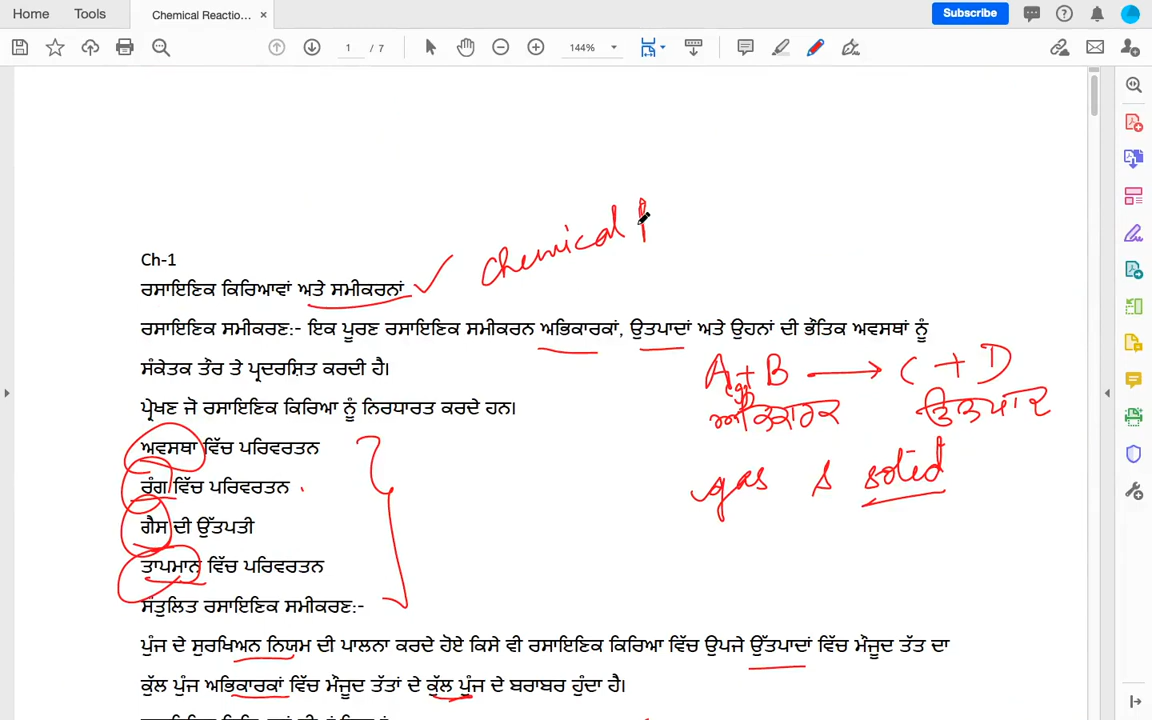 Home Tools Chemical Reactio... × Subscribe
1 / 7 144%
chemical
Ch-1
ਰਸਾਇਣਿਕ ਕਿਰਿਆਵਾਂ ਅਤੇ ਸਮੀਕਰਨਾਂ
ਰਸਾਇਣਿਕ ਸਮੀਕਰਣ:- ਇਕ ਪੂਰਣ ਰਸਾਇਣਿਕ ਸਮੀਕਰਨ ਅਭਿਕਾਰਕਾਂ, ਉਤਪਾਦਾਂ ਅਤੇ ਉਹਨਾਂ ਦੀ ਭੌਤਿਕ ਅਵਸਥਾਂ ਨੂੰ
ਸੰਕੇਤਕ ਤੌਰ ਤੇ ਪ੍ਰਦਰਸ਼ਿਤ ਕਰਦੀ ਹੈ।
A + B → C + D
(g)
ਉਤਪਾਦ
ਪ੍ਰੇਖਣ ਜੋ ਰਸਾਇਣਿਕ ਕਿਰਿਆ ਨੂੰ ਨਿਰਧਾਰਤ ਕਰਦੇ ਹਨ।
ਅਵਸਥਾ ਵਿੱਚ ਪਰਿਵਰਤਨ
gas s solid
ਰੰਗ ਵਿੱਚ ਪਰਿਵਰਤਨ
ਗੈਸ ਦੀ ਉੱਤਪਤੀ
ਤਾਪਮਾਨ ਵਿੱਚ ਪਰਿਵਰਤਨ
ਸੰਤੁਲਿਤ ਰਸਾਇਣਿਕ ਸਮੀਕਰਣ:-
ਪੁੰਜ ਦੇ ਸੁਰਖਿਅਨ ਨਿਯਮ ਦੀ ਪਾਲਨਾ ਕਰਦੇ ਹੋਏ ਕਿਸੇ ਵੀ ਰਸਾਇਣਿਕ ਕਿਰਿਆ ਵਿੱਚ ਉਪਜੇ ਉੱਤਪਾਦਾਂ ਵਿੱਚ ਮੌਜੂਦ ਤੱਤ ਦਾ
ਕੁੱਲ ਪੁੰਜ ਅਭਿਕਾਰਕਾਂ ਵਿੱਚ ਮੌਜੂਦ ਤੱਤਾਂ ਦੇ ਕੁੱਲ ਪੁੰਜ ਦੇ ਬਰਾਬਰ ਹੁੰਦਾ ਹੈ।